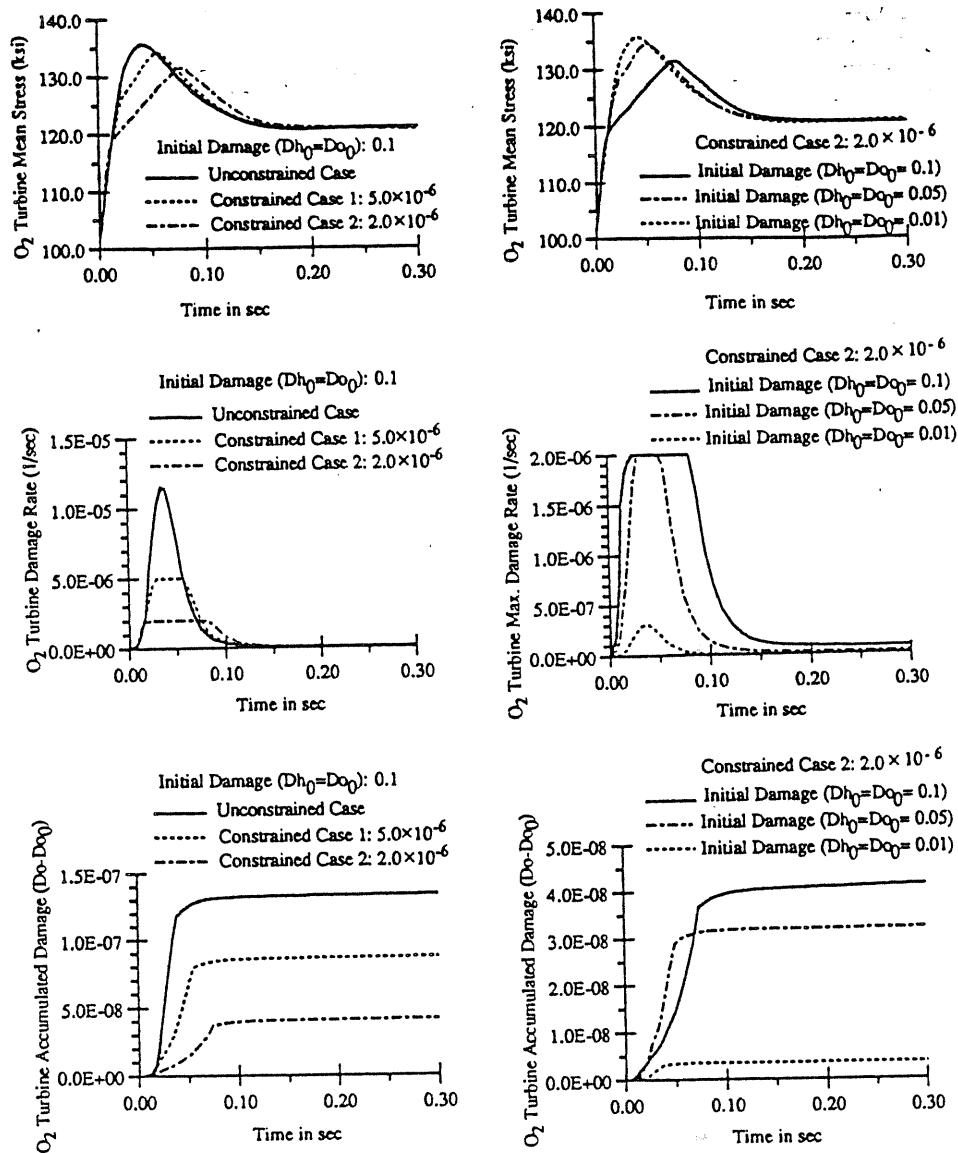 O2 Turbine Mean Stress (ksi)
140.0
130.0
120.0
110.0
100.0
Initial Damage (Dh0=Do0): 0.1
Unconstrained Case
Constrained Case 1: 5.0×10-6
Constrained Case 2: 2.0×10-6
0.00 0.10 0.20 0.30
Time in sec
O2 Turbine Mean Stress (ksi)
140.0
130.0
120.0
110.0
100.0
Constrained Case 2: 2.0 × 10-6
Initial Damage (Dh0=Do0= 0.1)
Initial Damage (Dh0=Do0= 0.05)
Initial Damage (Dh0=Do0= 0.01)
0.00 0.10 0.20 0.30
Time in sec
Initial Damage (Dh0=Do0): 0.1
Unconstrained Case
Constrained Case 1: 5.0×10-6
Constrained Case 2: 2.0×10-6
O2 Turbine Damage Rate (1/sec)
1.5E-05
1.0E-05
5.0E-06
0.0E+00
0.00 0.10 0.20 0.30
Time in sec
Constrained Case 2: 2.0 × 10-6
Initial Damage (Dh0=Do0= 0.1)
Initial Damage (Dh0=Do0= 0.05)
Initial Damage (Dh0=Do0= 0.01)
O2 Turbine Max. Damage Rate (1/sec)
2.0E-06
1.5E-06
1.0E-06
5.0E-07
0.0E+00
0.00 0.10 0.20 0.30
Time in sec
Initial Damage (Dh0=Do0): 0.1
Unconstrained Case
Constrained Case 1: 5.0×10-6
Constrained Case 2: 2.0×10-6
O2 Turbine Accumulated Damage (Do-Do0)
1.5E-07
1.0E-07
5.0E-08
0.0E+00
0.00 0.10 0.20 0.30
Time in sec
Constrained Case 2: 2.0 × 10-6
Initial Damage (Dh0=Do0= 0.1)
Initial Damage (Dh0=Do0= 0.05)
Initial Damage (Dh0=Do0= 0.01)
O2 Turbine Accumulated Damage (Do-Do0)
5.0E-08
4.0E-08
3.0E-08
2.0E-08
1.0E-08
0.0E+00
0.00 0.10 0.20 0.30
Time in sec